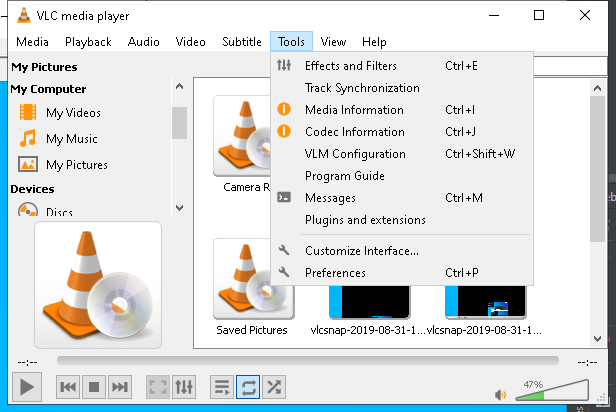 VLC media player
Media Playback Audio Video Subtitle Tools View Help
My Pictures
My Computer
My Videos
My Music
My Pictures
Devices
Discs
Effects and Filters Ctrl+E
Track Synchronization
Media Information Ctrl+I
Codec Information Ctrl+J
VLM Configuration Ctrl+Shift+W
Program Guide
Messages Ctrl+M
Plugins and extensions
Customize Interface...
Preferences Ctrl+P
Camera R
Saved Pictures
vlcsnap-2019-08-31-1...
vlcsnap-2019-08-31-1...
--:-- --:--
47%